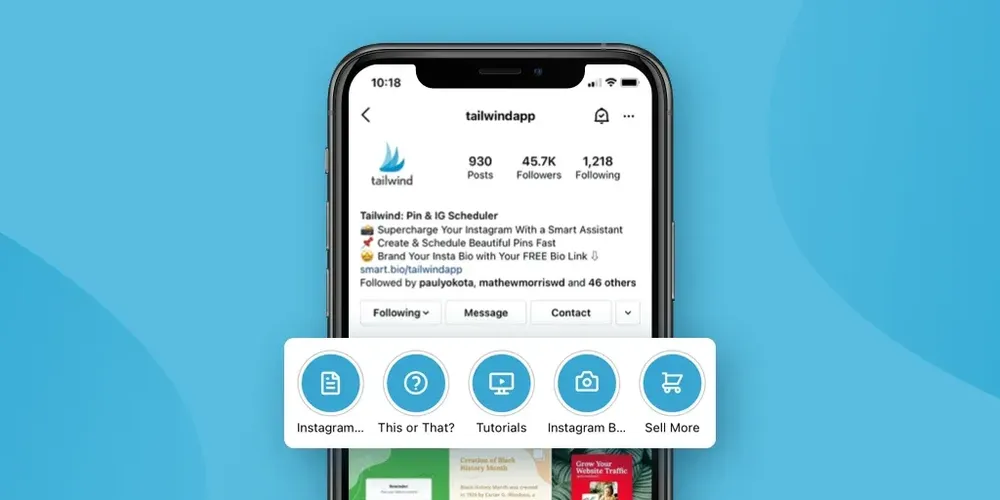 10:18
tailwindapp
tailwind
930
Posts
45.7K
Followers
1,218
Following
Tailwind: Pin & IG Scheduler
📸 Supercharge Your Instagram With a Smart Assistant
📌 Create & Schedule Beautiful Pins Fast
🤩 Brand Your Insta Bio with Your FREE Bio Link ⇩
smart.bio/tailwindapp
Followed by paulyokota, mathewmorriswd and 46 others
Following
Message
Contact
Instagram...
This or That?
Tutorials
Instagram B...
Sell More
Creation of Black
History Month
Grow Your
Website Traffic